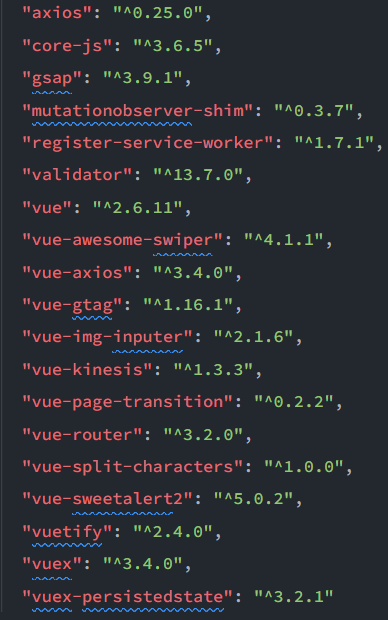 "axios": "^0.25.0",
"core-js": "^3.6.5",
"gsap": "^3.9.1",
"mutationobserver-shim": "^0.3.7",
"register-service-worker": "^1.7.1",
"validator": "^13.7.0",
"vue": "^2.6.11",
"vue-awesome-swiper": "^4.1.1",
"vue-axios": "^3.4.0",
"vue-gtag": "^1.16.1",
"vue-img-inputer": "^2.1.6",
"vue-kinesis": "^1.3.3",
"vue-page-transition": "^0.2.2",
"vue-router": "^3.2.0",
"vue-split-characters": "^1.0.0",
"vue-sweetalert2": "^5.0.2",
"vuetify": "^2.4.0",
"vuex": "^3.4.0",
"vuex-persistedstate": "^3.2.1"